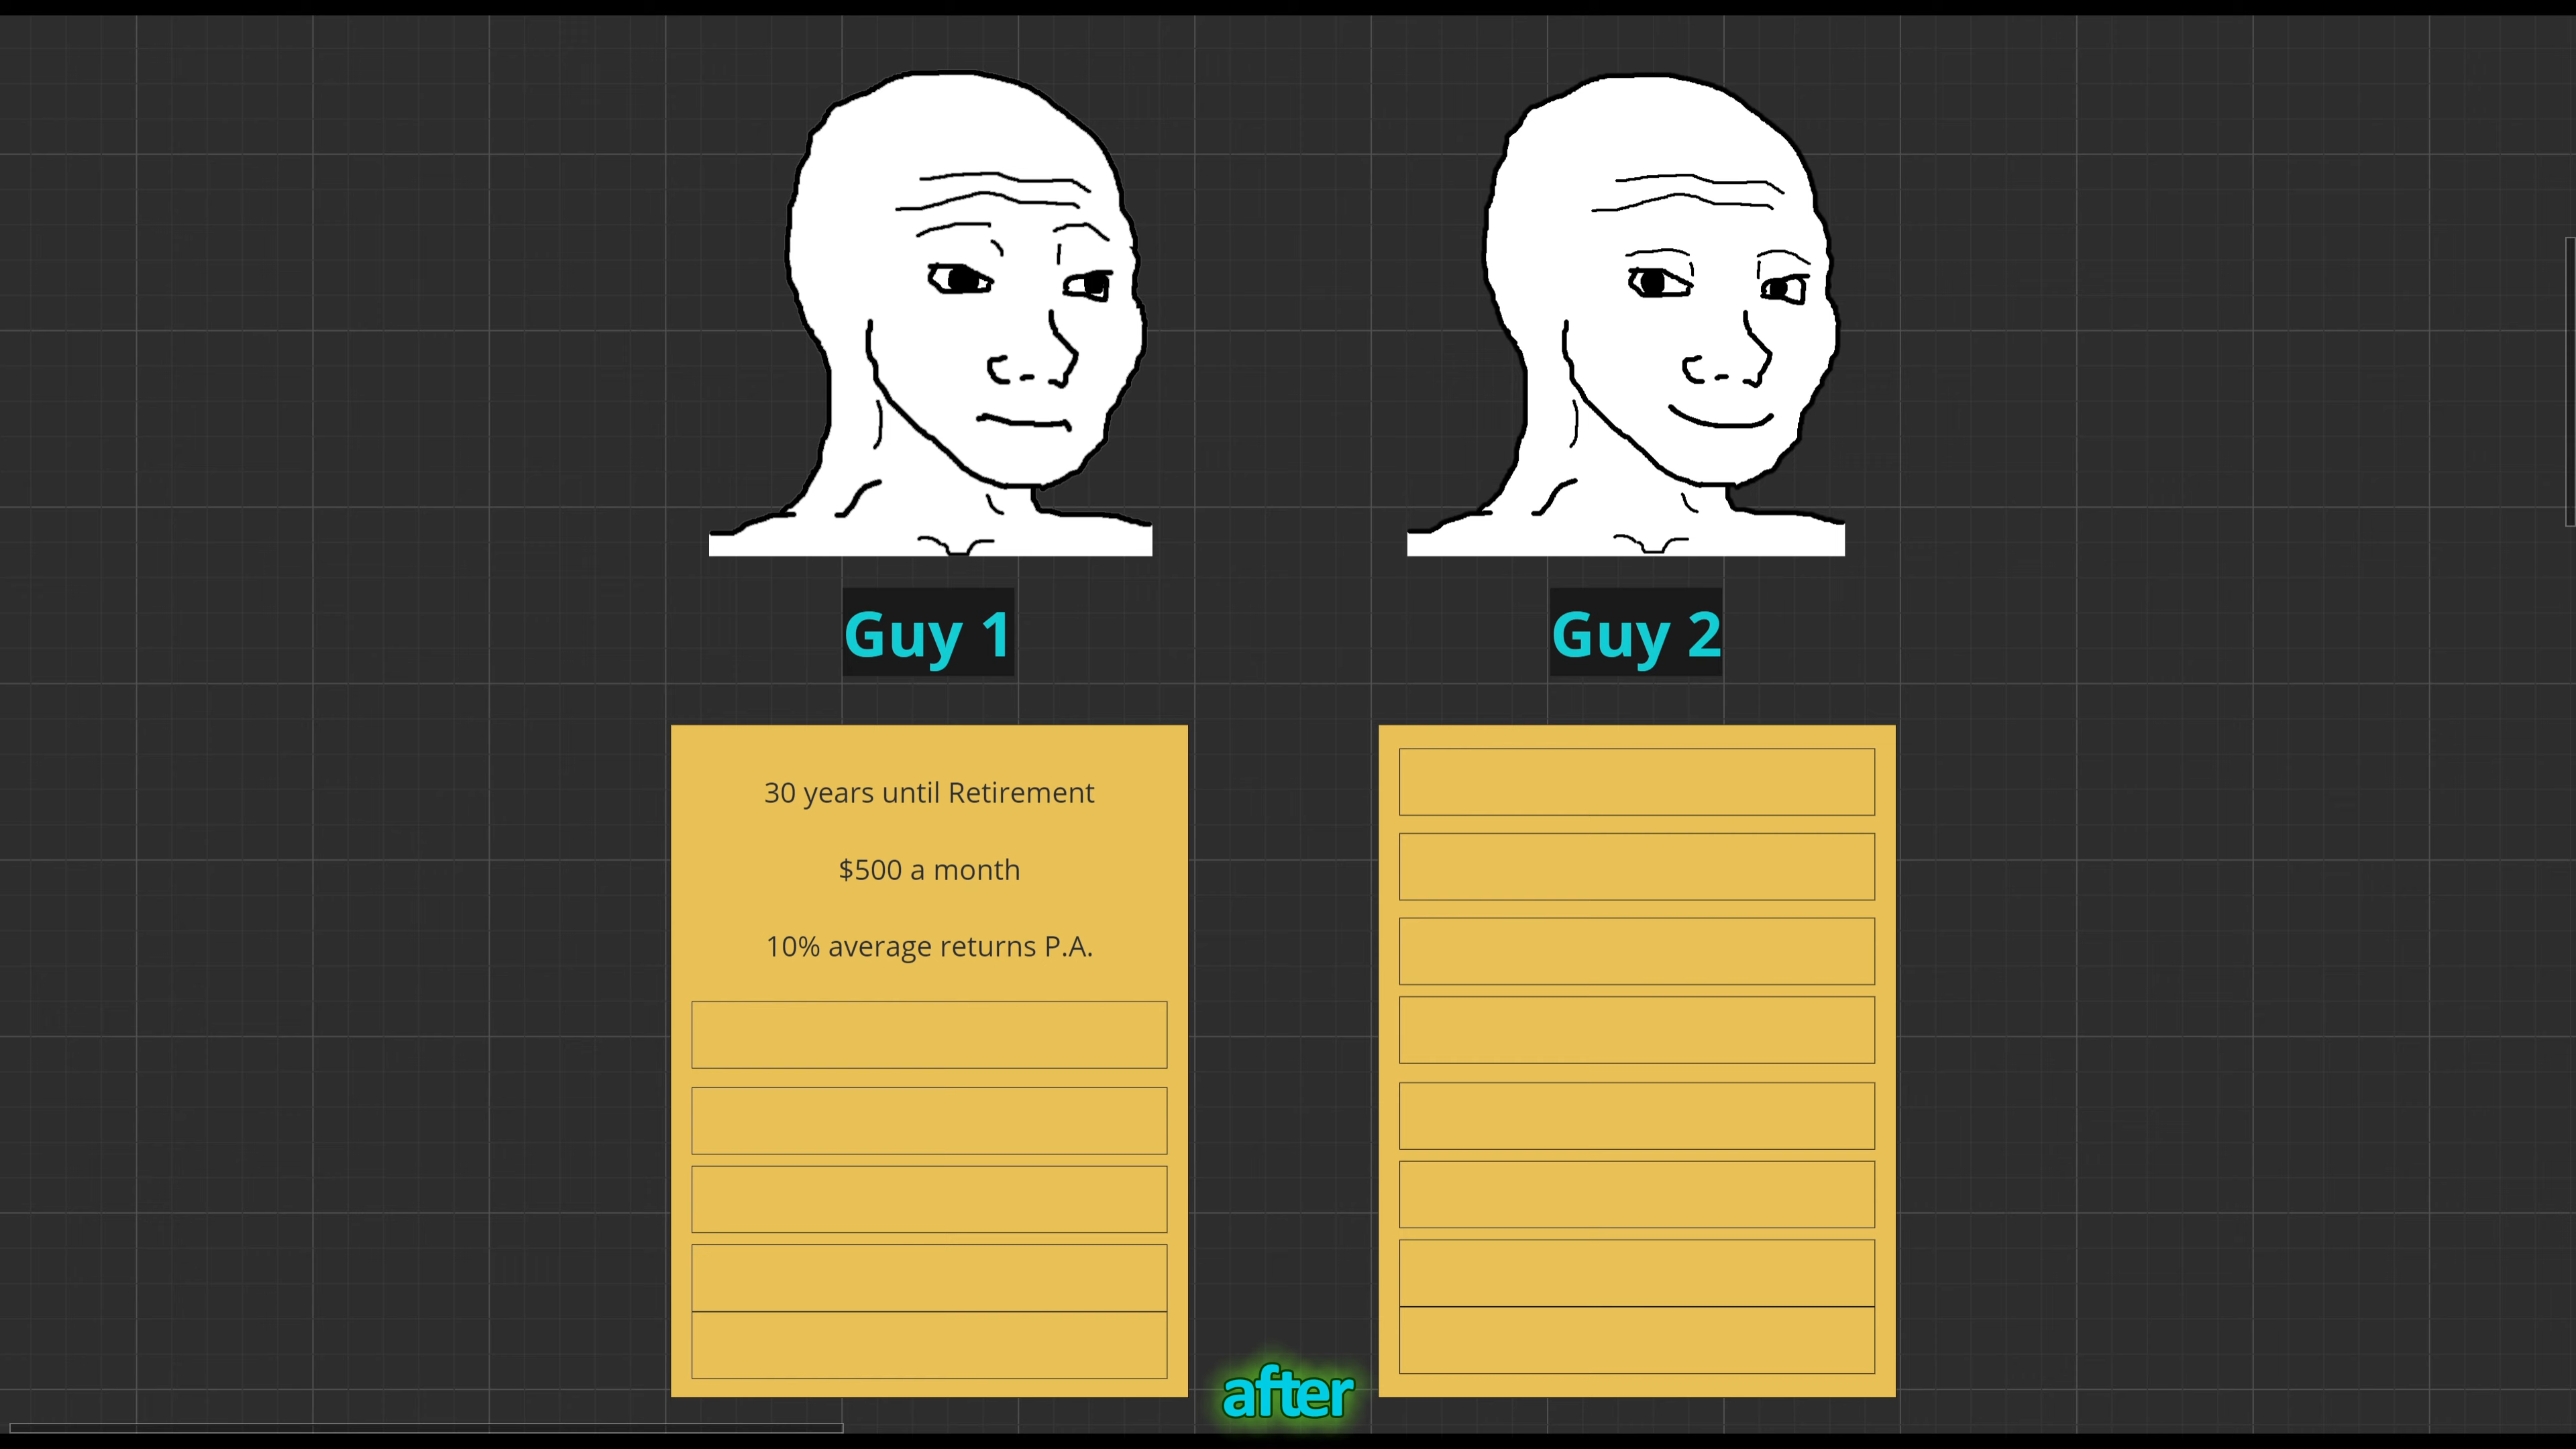 Guy 1
Guy 2
30 years until Retirement
$500 a month
10% average returns P.A.
after